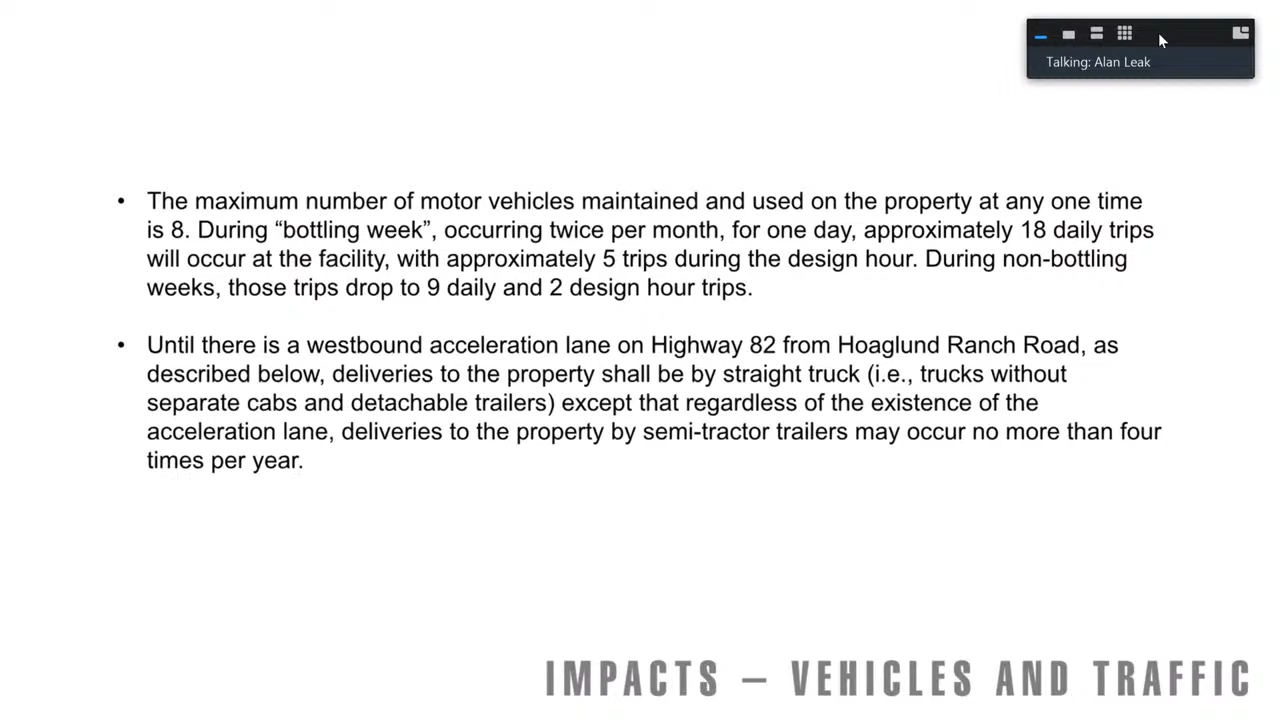 Talking: Alan Leak
• The maximum number of motor vehicles maintained and used on the property at any one time
is 8. During “bottling week”, occurring twice per month, for one day, approximately 18 daily trips
will occur at the facility, with approximately 5 trips during the design hour. During non-bottling
weeks, those trips drop to 9 daily and 2 design hour trips.
• Until there is a westbound acceleration lane on Highway 82 from Hoaglund Ranch Road, as
described below, deliveries to the property shall be by straight truck (i.e., trucks without
separate cabs and detachable trailers) except that regardless of the existence of the
acceleration lane, deliveries to the property by semi-tractor trailers may occur no more than four
times per year.
IMPACTS – VEHICLES AND TRAFFIC